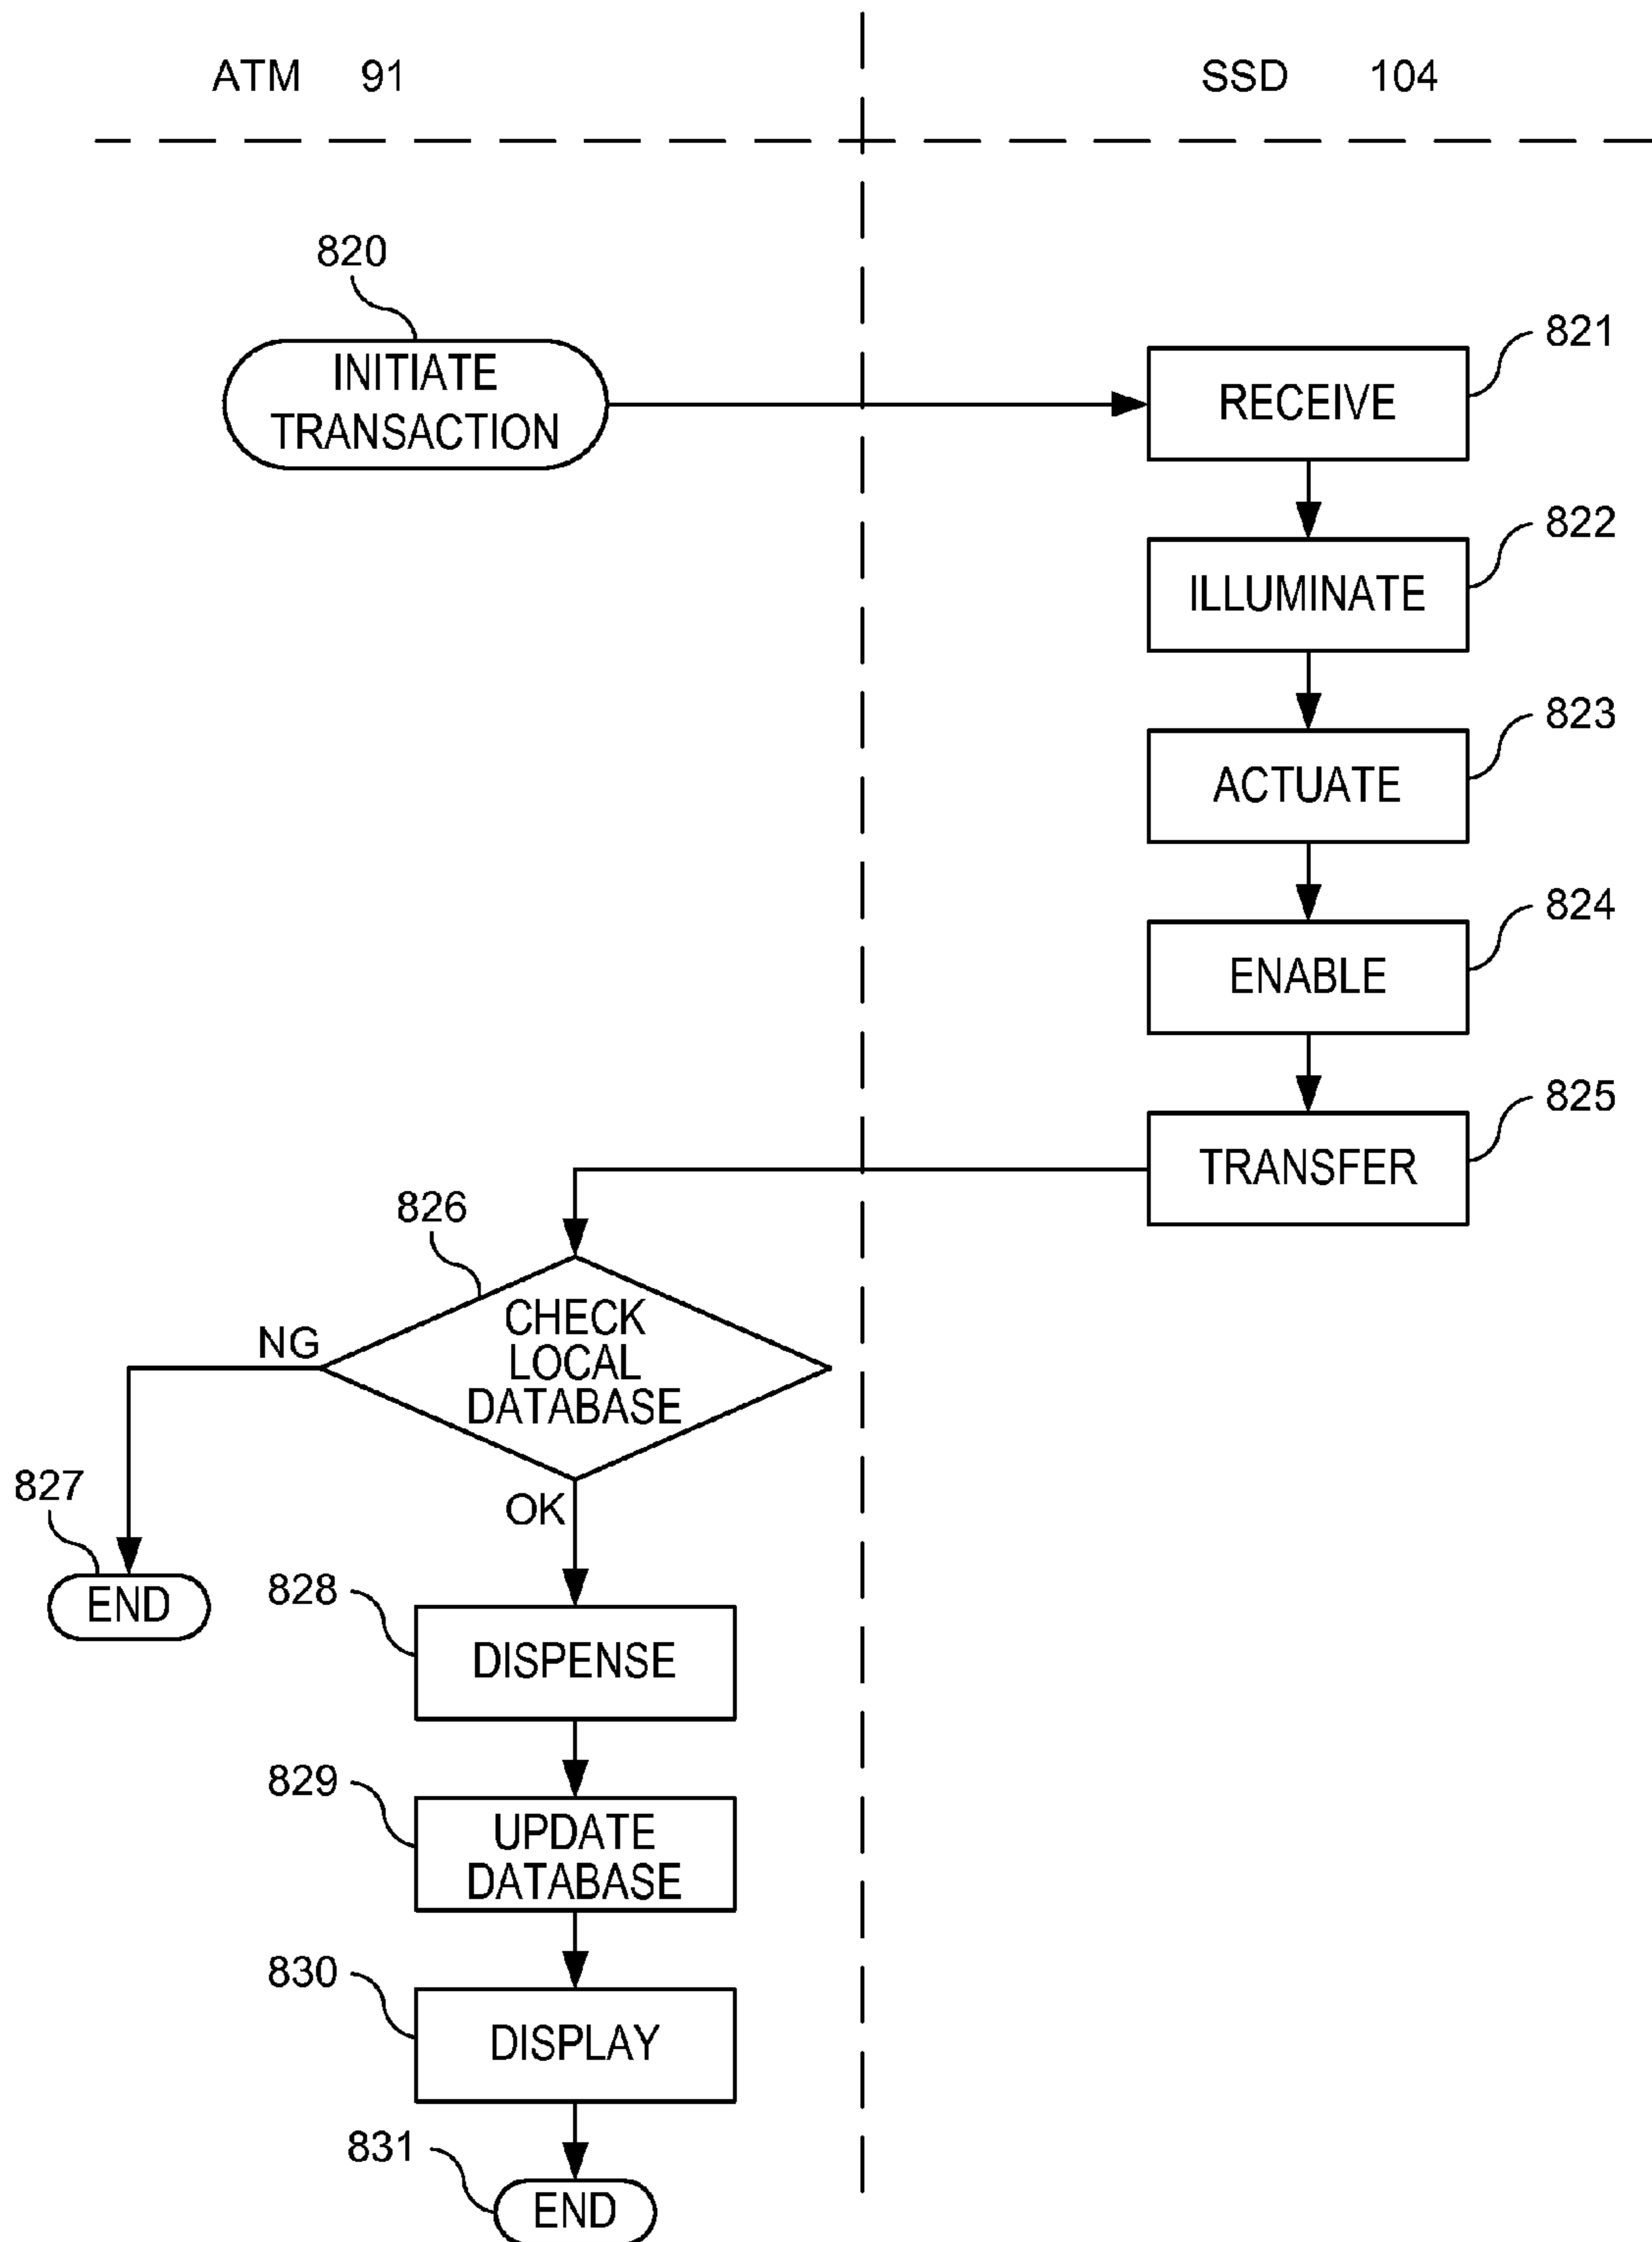 ATM 91
SSD 104
820
INITIATE
TRANSACTION
821
RECEIVE
822
ILLUMINATE
823
ACTUATE
824
ENABLE
825
TRANSFER
826
CHECK
LOCAL
DATABASE
NG
OK
827
END
828
DISPENSE
829
UPDATE
DATABASE
830
DISPLAY
831
END